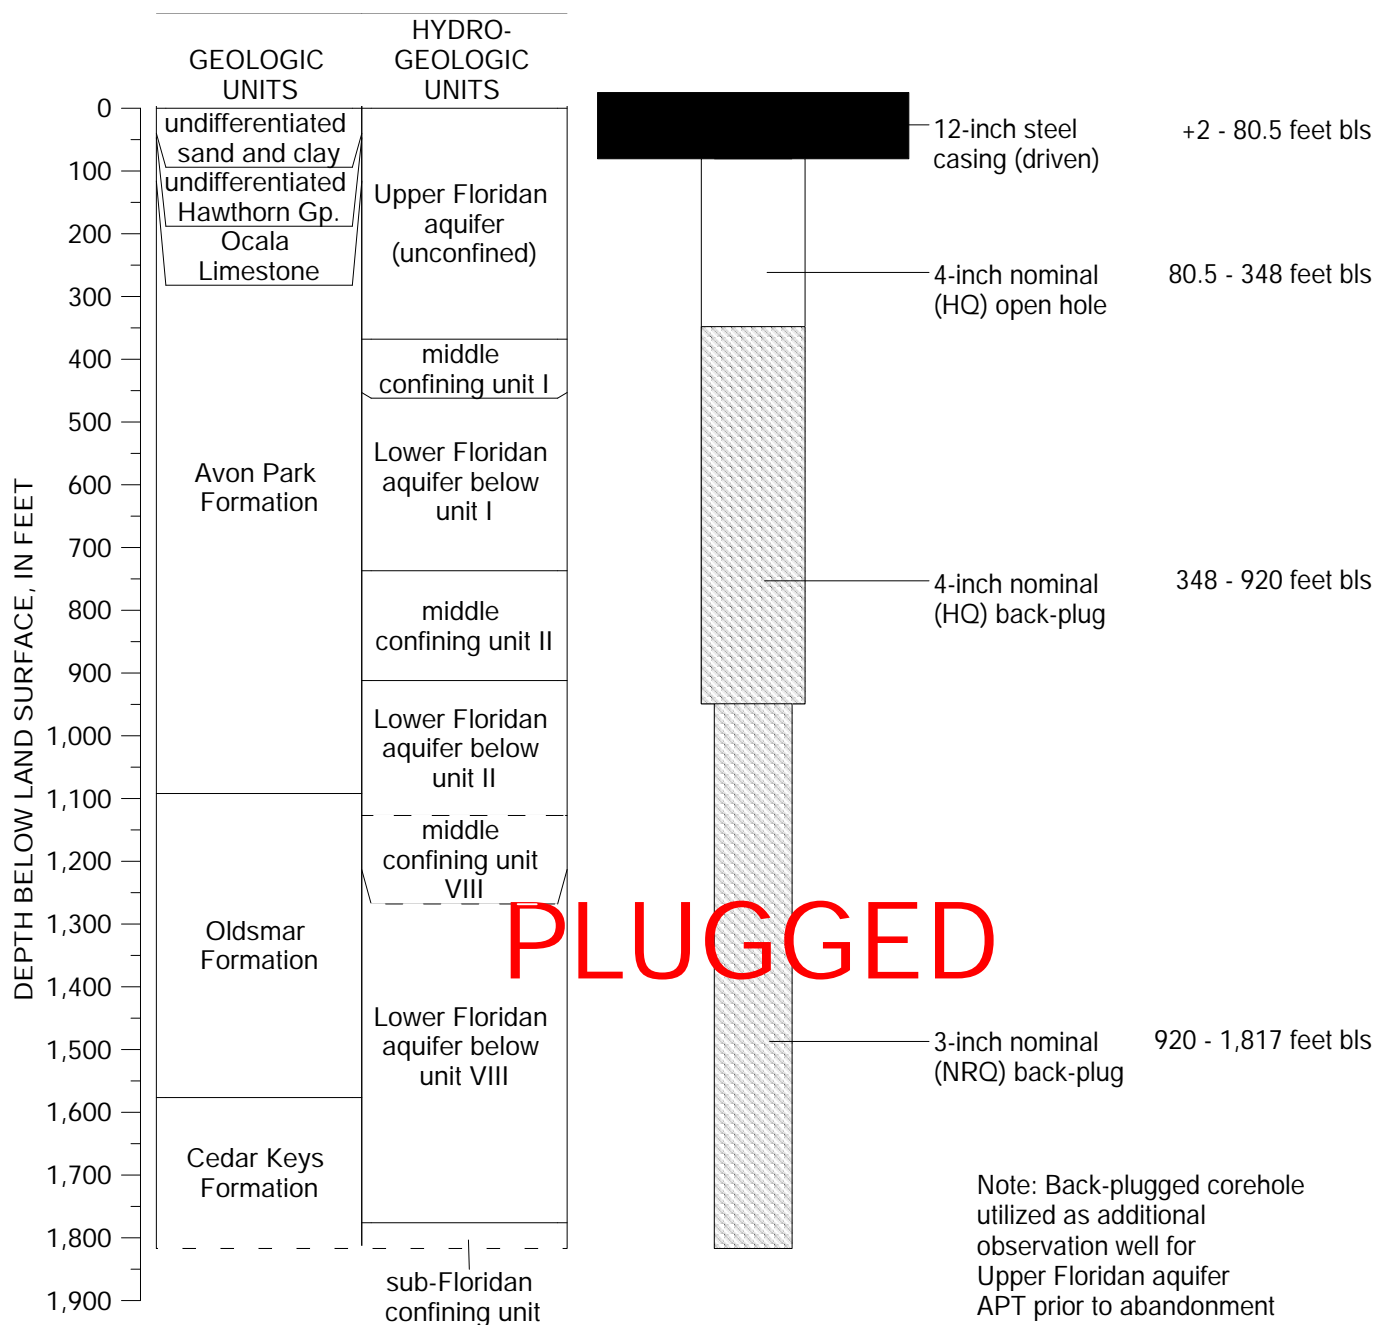 GEOLOGIC
UNITS
HYDRO-
GEOLOGIC
UNITS
DEPTH BELOW LAND SURFACE, IN FEET
0
100
200
300
400
500
600
700
800
900
1,000
1,100
1,200
1,300
1,400
1,500
1,600
1,700
1,800
1,900
undifferentiated
sand and clay
undifferentiated
Hawthorn Gp.
Ocala
Limestone
Avon Park
Formation
Oldsmar
Formation
Cedar Keys
Formation
Upper Floridan
aquifer
(unconfined)
middle
confining unit I
Lower Floridan
aquifer below
unit I
middle
confining unit II
Lower Floridan
aquifer below
unit II
middle
confining unit
VIII
Lower Floridan
aquifer below
unit VIII
sub-Floridan
confining unit
PLUGGED
12-inch steel
casing (driven)
+2 - 80.5 feet bls
4-inch nominal
(HQ) open hole
80.5 - 348 feet bls
4-inch nominal
(HQ) back-plug
348 - 920 feet bls
3-inch nominal
(NRQ) back-plug
920 - 1,817 feet bls
Note: Back-plugged corehole
utilized as additional
observation well for
Upper Floridan aquifer
APT prior to abandonment